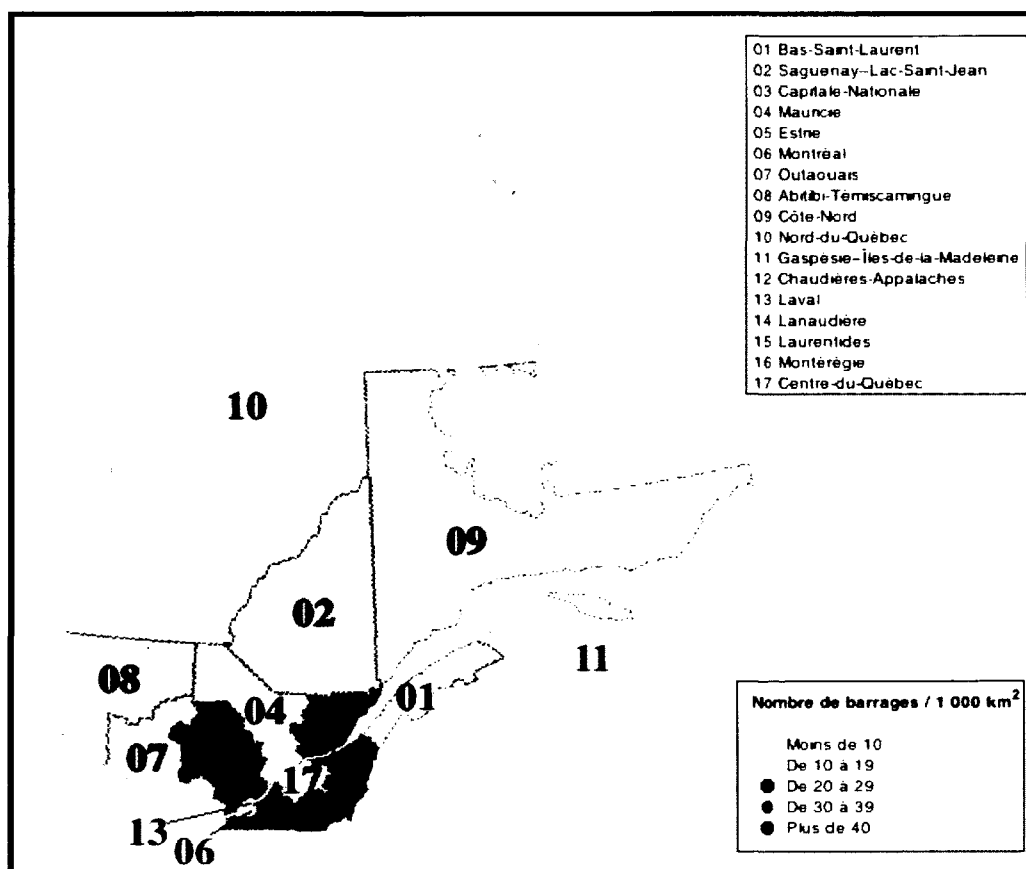 01 Bas-Saint-Laurent
02 Saguenay–Lac-Saint-Jean
03 Capitale-Nationale
04 Mauricie
05 Estrie
06 Montréal
07 Outaouais
08 Abitibi-Témiscamingue
09 Côte-Nord
10 Nord-du-Québec
11 Gaspésie–Îles-de-la-Madeleine
12 Chaudières-Appalaches
13 Laval
14 Lanaudière
15 Laurentides
16 Montérégie
17 Centre-du-Québec
10
09
02
11
08
01
04
07
17
13
06
Nombre de barrages / 1 000 km²
Moins de 10
De 10 à 19
De 20 à 29
De 30 à 39
Plus de 40